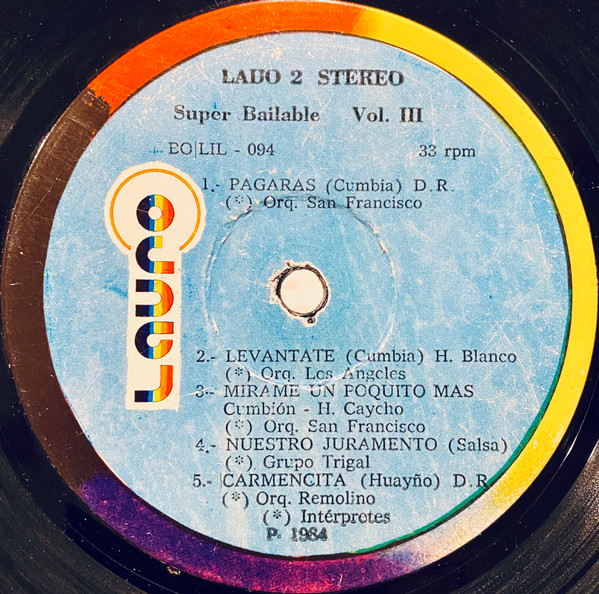 LADO 2 STEREO
Super Bailable Vol. III
BO|LIL - 094 33 rpm
1.- PAGARAS (Cumbia) D.R.
(*) Orq. San Francisco
2.- LEVANTATE (Cumbia) H. Blanco
(*) Orq. Los Angeles
3.- MIRAME UN POQUITO MAS
Cumbión - H. Caycho
(*) Orq. San Francisco
4.- NUESTRO JURAMENTO (Salsa)
(*) Grupo Trigal
5.- CARMENCITA (Huayño) D.R.
(*) Orq. Remolino
(*) Intérpretes
P. 1984